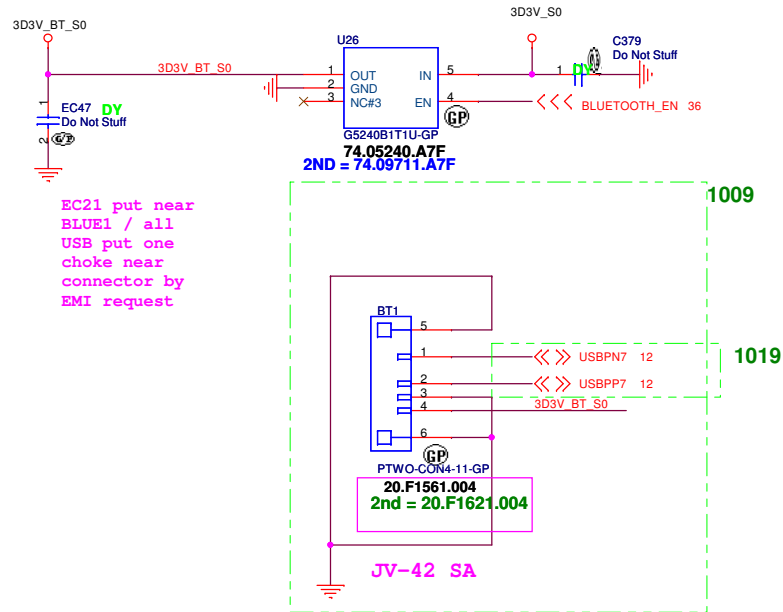 3D3V_BT_S0
3D3V_S0
U26
C379
Do Not Stuff
3D3V_BT_S0
1 OUT IN 5
2 GND
3 NC#3 EN 4
1 DY
BLUETOOTH_EN 36
GP
G5240B1T1U-GP
74.05240.A7F
2ND = 74.09711.A7F
1
EC47 DY
Do Not Stuff
2 GP
EC21 put near
BLUE1 / all
USB put one
choke near
connector by
EMI request
1009
BT1
5
1 USBPN7 12
1019
2 USBPP7 12
3
4 3D3V_BT_S0
6
GP
PTWO-CON4-11-GP
20.F1561.004
2nd = 20.F1621.004
JV-42 SA